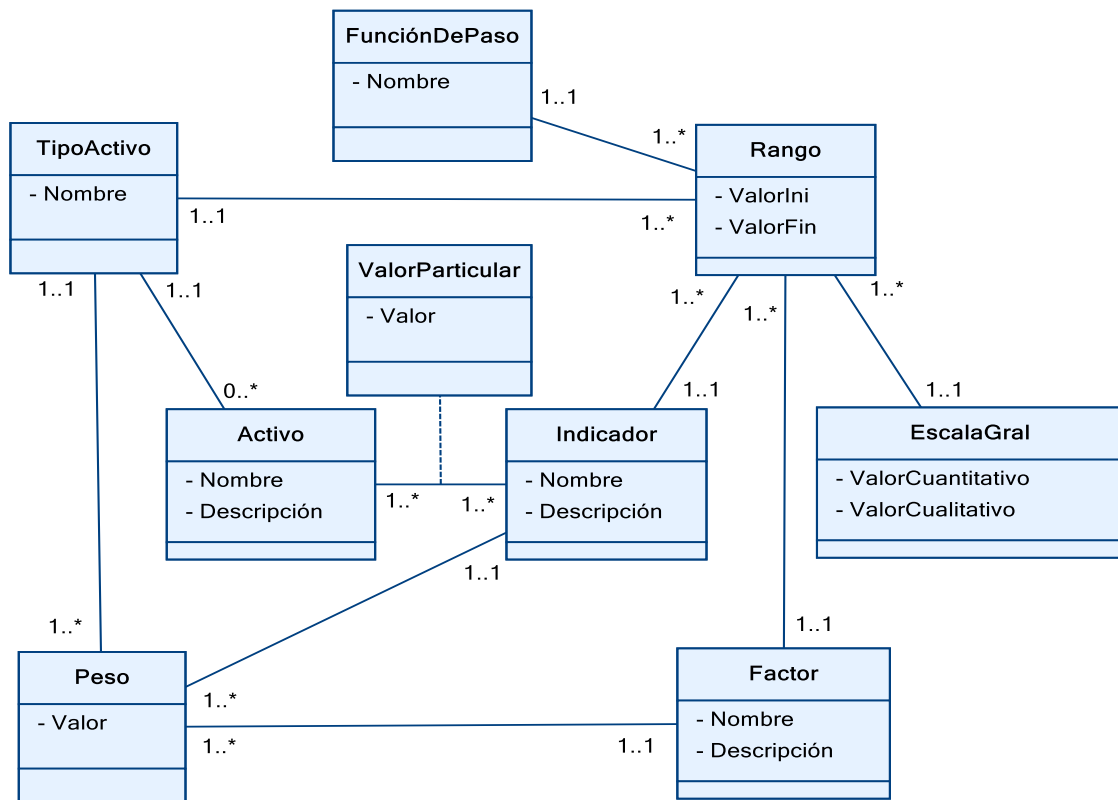 FunciónDePaso
- Nombre
1..1
1..*
TipoActivo
- Nombre
1..1
1..*
Rango
- ValorIni
- ValorFin
1..1
1..1
ValorParticular
- Valor
1..*
1..*
1..*
0..*
1..1
1..1
Activo
- Nombre
- Descripción
1..*
1..*
Indicador
- Nombre
- Descripción
1..1
EscalaGral
- ValorCuantitativo
- ValorCualitativo
1..*
1..1
Peso
- Valor
1..*
1..*
1..1
Factor
- Nombre
- Descripción